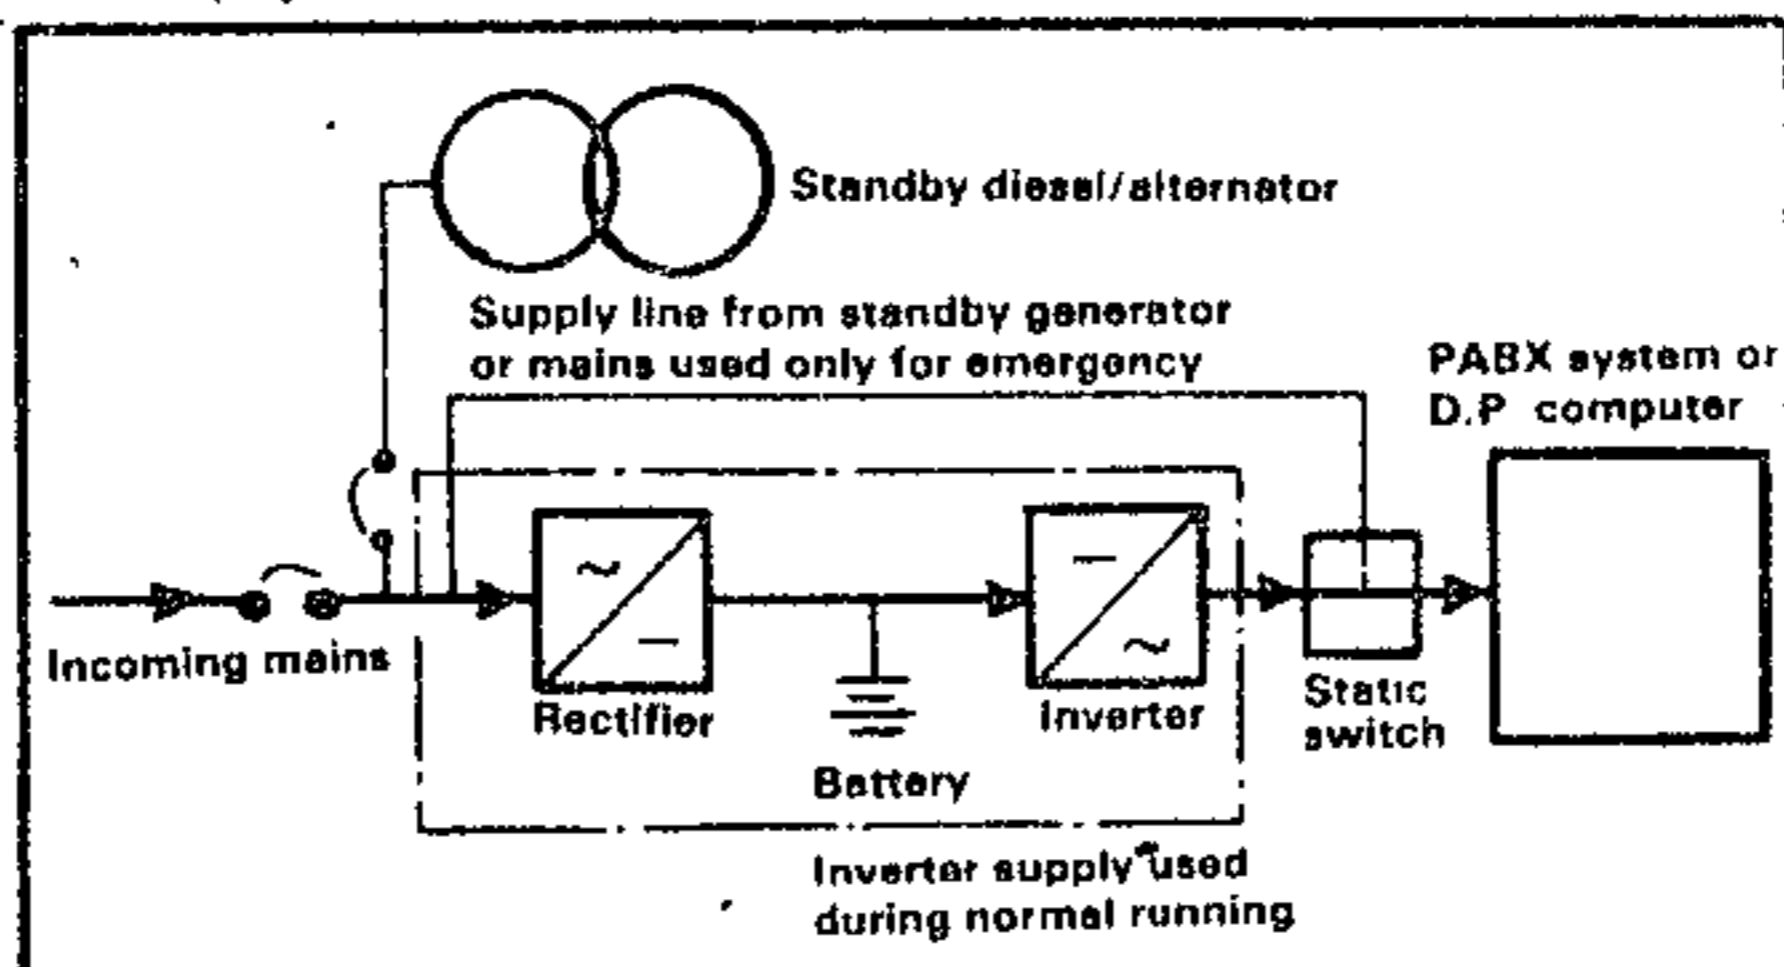 Standby diesel/alternator
Supply line from standby generator
or mains used only for emergency
PABX system or
D.P computer
Incoming mains
Rectifier
Battery
Inverter
Static
switch
Inverter supply used
during normal running